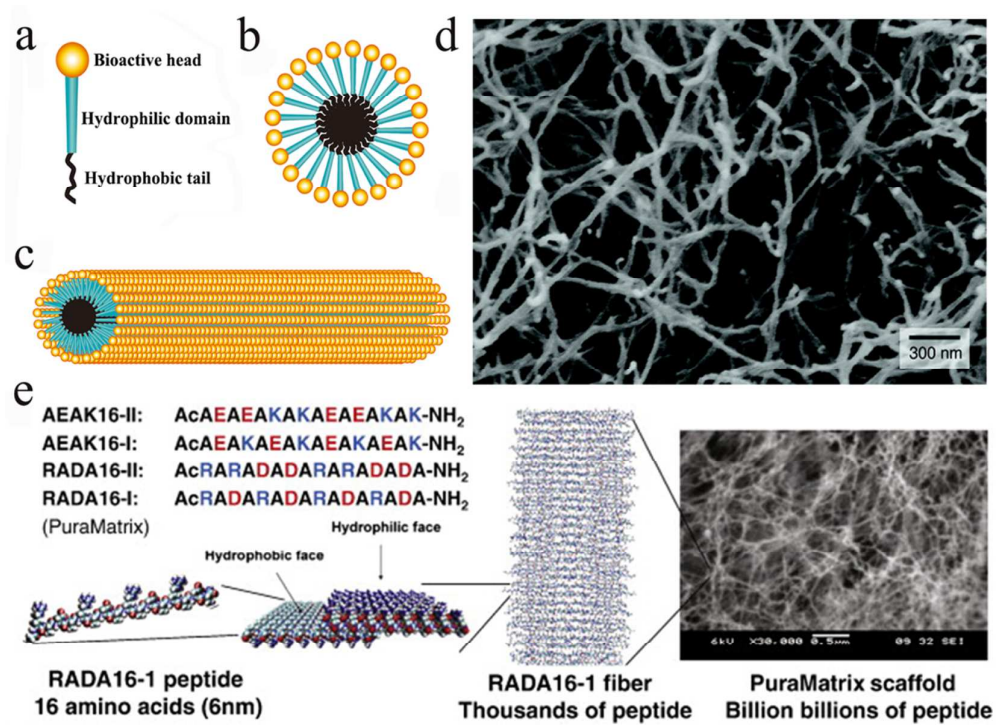 a
Bioactive head
Hydrophilic domain
Hydrophobic tail
b
c
d
300 nm
e
AEAK16-II: AcAEAEAKAKAEAEAKAK-NH2
AEAK16-I: AEAKAEAKAEAKAEAK-NH2
RADA16-II: AcRARADADARARADADA-NH2
RADA16-I: AcRADARADARADARADA-NH2
(PuraMatrix)
Hydrophilic face
Hydrophobic face
RADA16-1 peptide
16 amino acids (6nm)
RADA16-1 fiber
Thousands of peptide
6kV X30,000 0.5µm 09 32 SEI
PuraMatrix scaffold
Billion billions of peptide